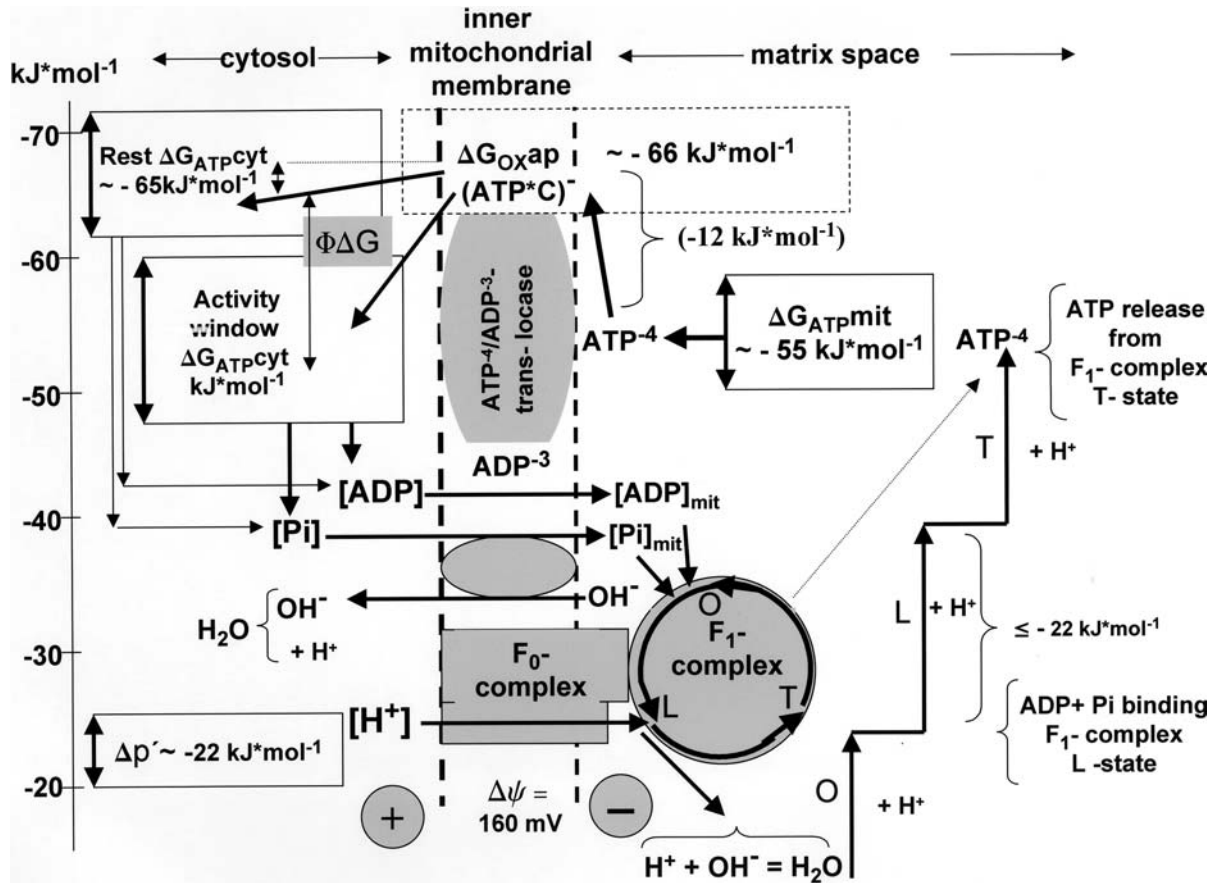 inner
mitochondrial
membrane
cytosol
matrix space
kJ*mol-1
-70
-60
-50
-40
-30
-20
Rest ΔGATPcyt
~ - 65kJ*mol-1
ΔGOXap
(ATP*C)-
~ - 66 kJ*mol-1
(-12 kJ*mol-1)
ΦΔG
Activity
window
ΔGATPcyt
kJ*mol-1
ATP-4/ADP-3-
trans- locase
ATP-4
ΔGATPmit
~ - 55 kJ*mol-1
ATP-4
ATP release
from
F1- complex
T- state
T
+ H+
ADP-3
[ADP]
[ADP]mit
[Pi]
[Pi]mit
OH-
OH-
H2O
+ H+
O
F1-
complex
L
T
F0-
complex
[H+]
Δp´~ -22 kJ*mol-1
L
+ H+
≤ - 22 kJ*mol-1
ADP+ Pi binding
F1- complex
L -state
O
+ H+
+
Δψ =
160 mV
−
H+ + OH- = H2O